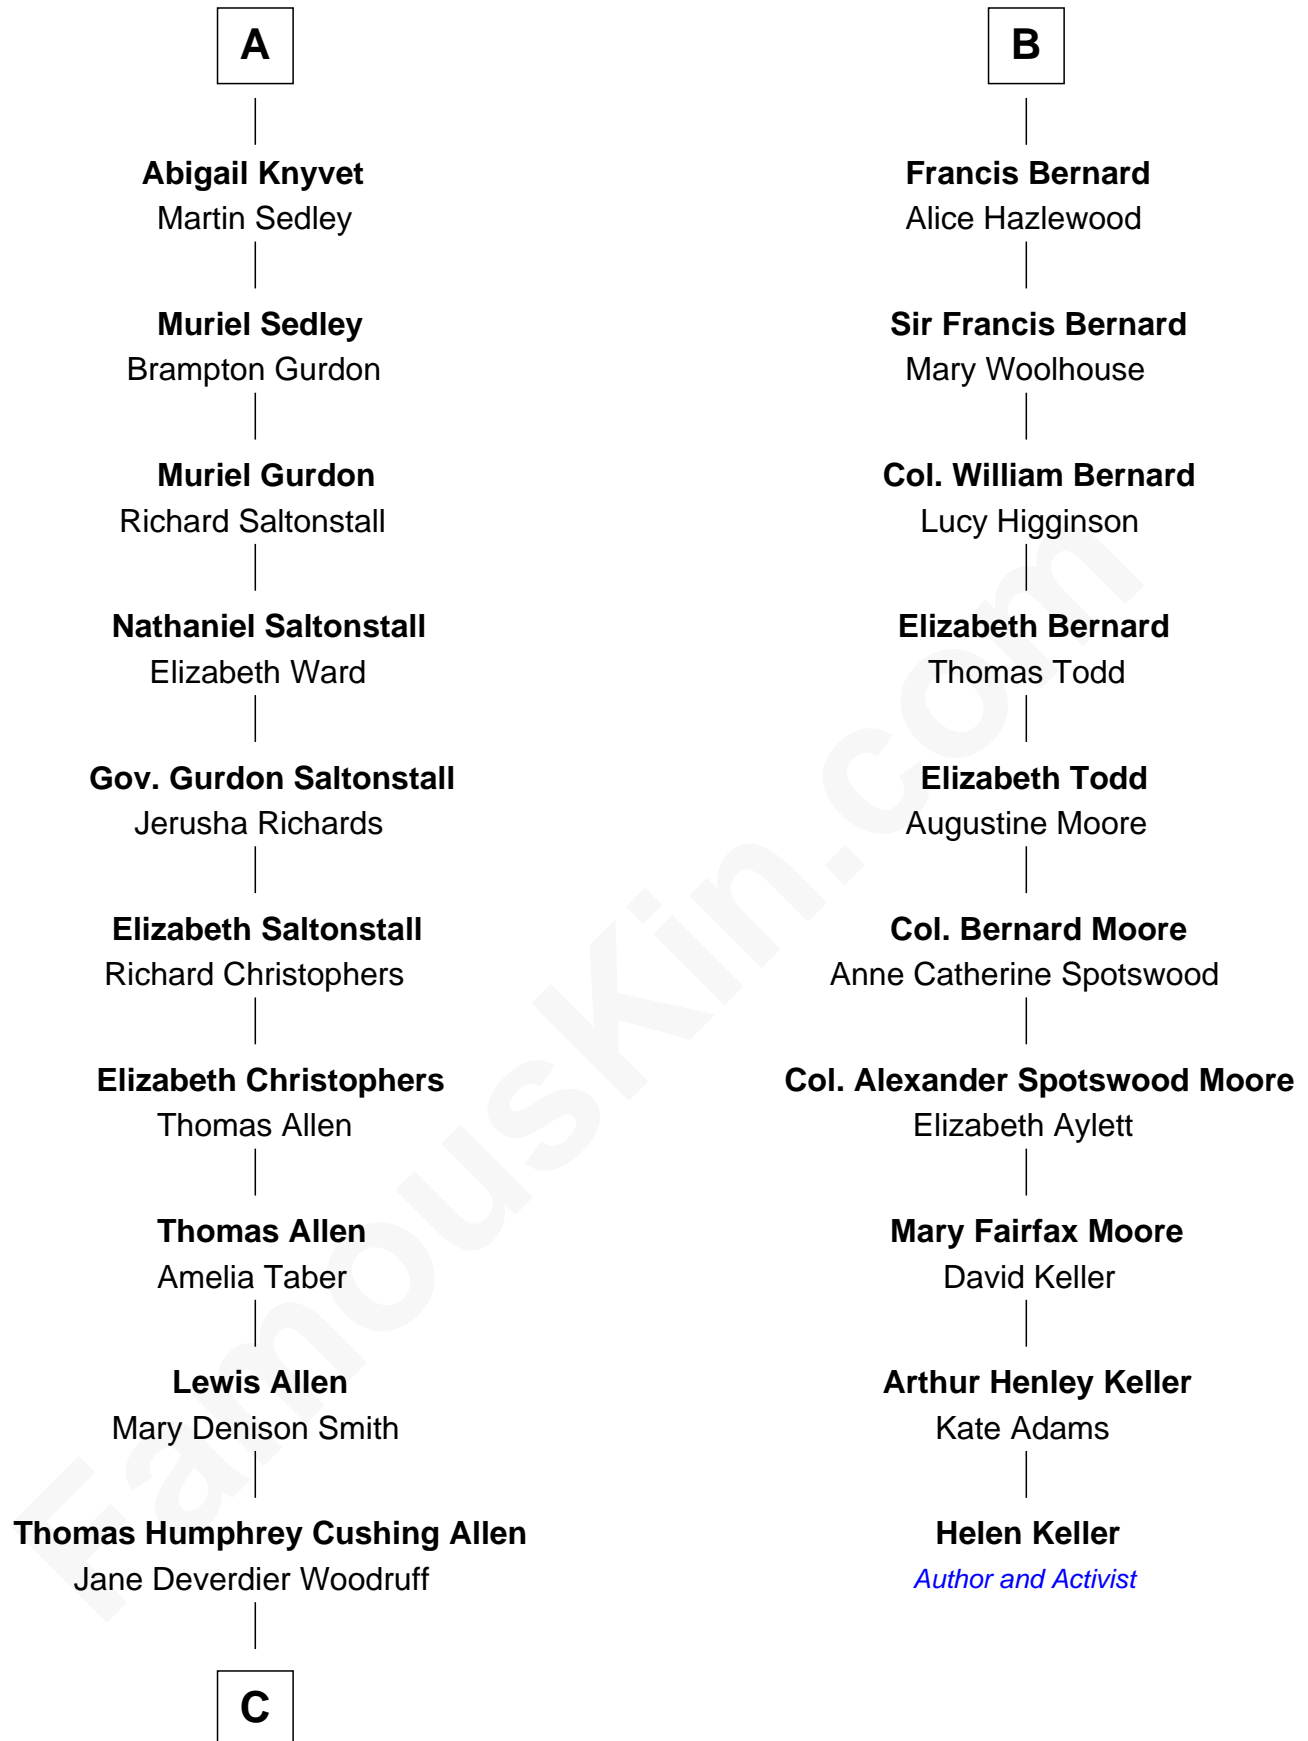 A
Abigail Knyvet
Martin Sedley
Muriel Sedley
Brampton Gurdon
Muriel Gurdon
Richard Saltonstall
Nathaniel Saltonstall
Elizabeth Ward
Gov. Gurdon Saltonstall
Jerusha Richards
Elizabeth Saltonstall
Richard Christophers
Elizabeth Christophers
Thomas Allen
Thomas Allen
Amelia Taber
Lewis Allen
Mary Denison Smith
Thomas Humphrey Cushing Allen
Jane Deverdier Woodruff
C
B
Francis Bernard
Alice Hazlewood
Sir Francis Bernard
Mary Woolhouse
Col. William Bernard
Lucy Higginson
Elizabeth Bernard
Thomas Todd
Elizabeth Todd
Augustine Moore
Col. Bernard Moore
Anne Catherine Spotswood
Col. Alexander Spotswood Moore
Elizabeth Aylett
Mary Fairfax Moore
David Keller
Arthur Henley Keller
Kate Adams
Helen Keller
Author and Activist
FamousKin.com